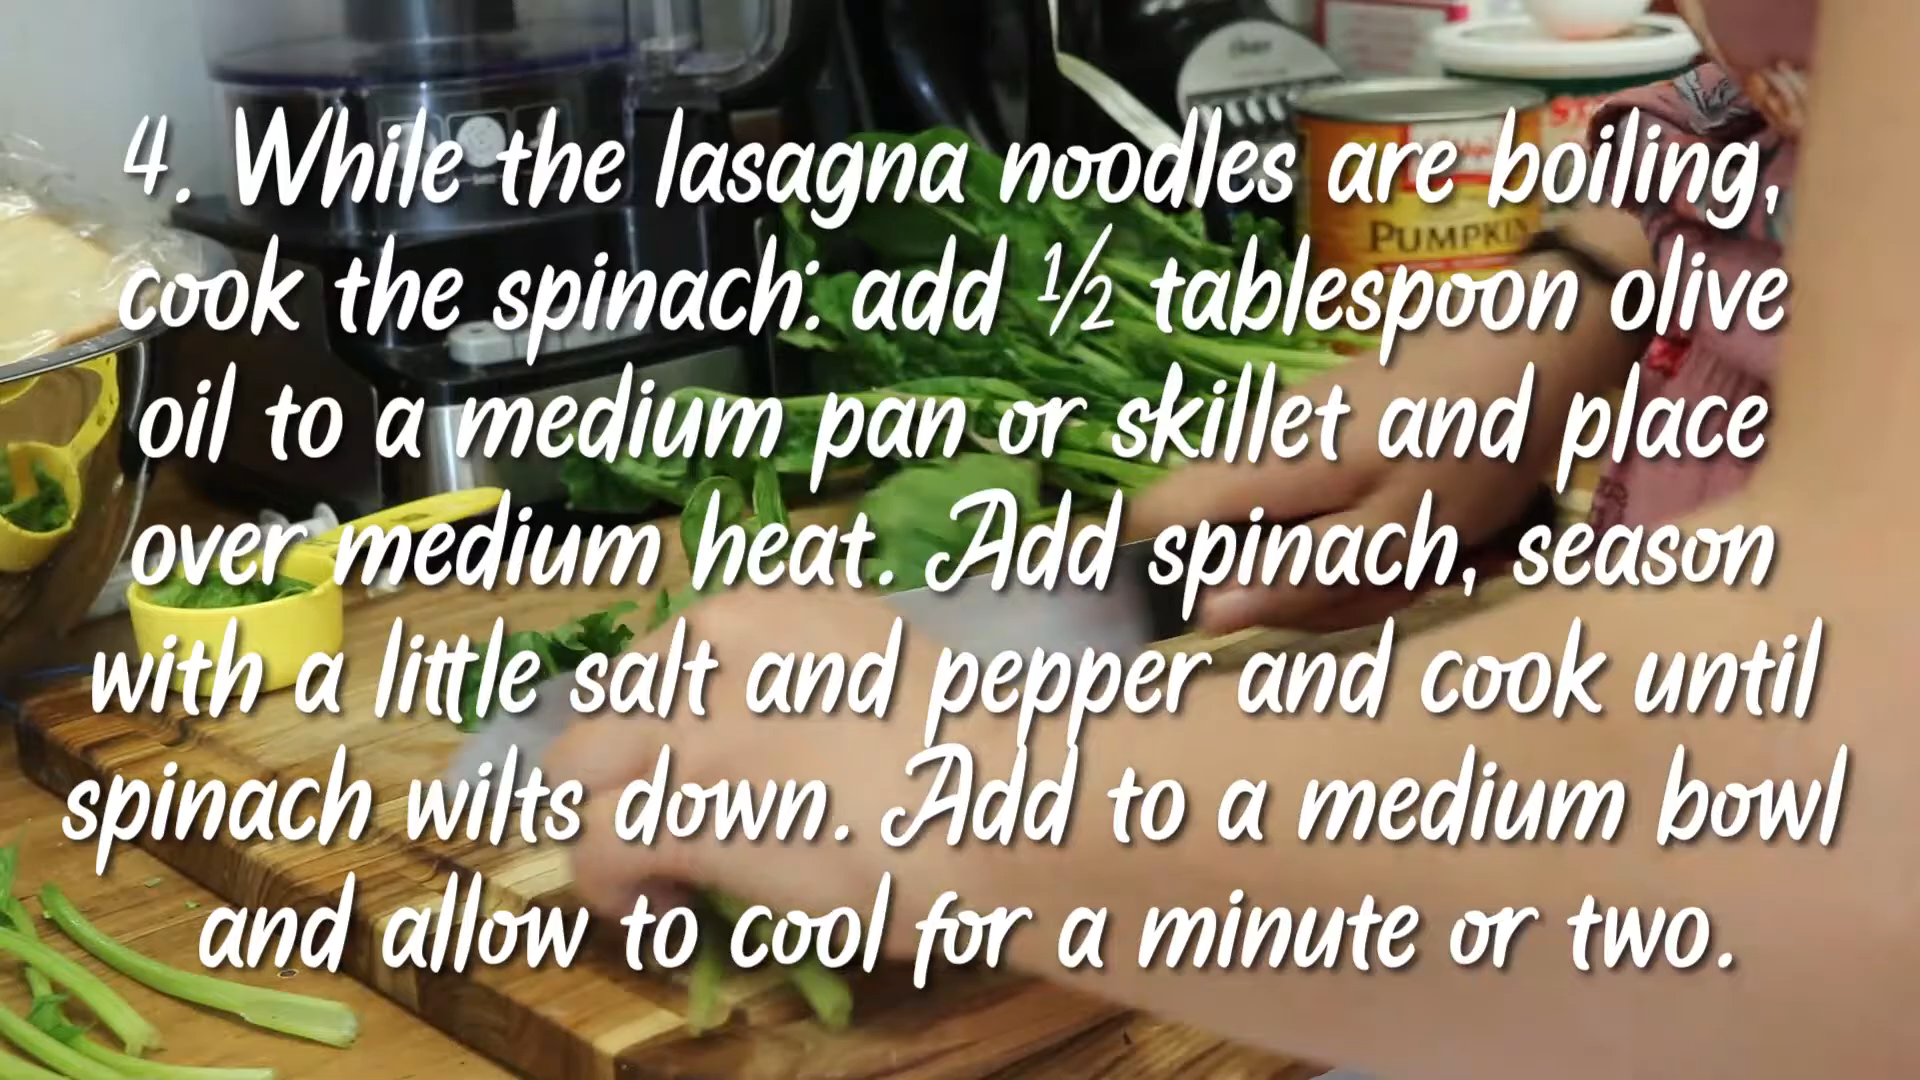 4. While the lasagna noodles are boiling,
cook the spinach: add ½ tablespoon olive
oil to a medium pan or skillet and place
over medium heat. Add spinach, season
with a little salt and pepper and cook until
spinach wilts down. Add to a medium bowl
and allow to cool for a minute or two.
PUMPKIN